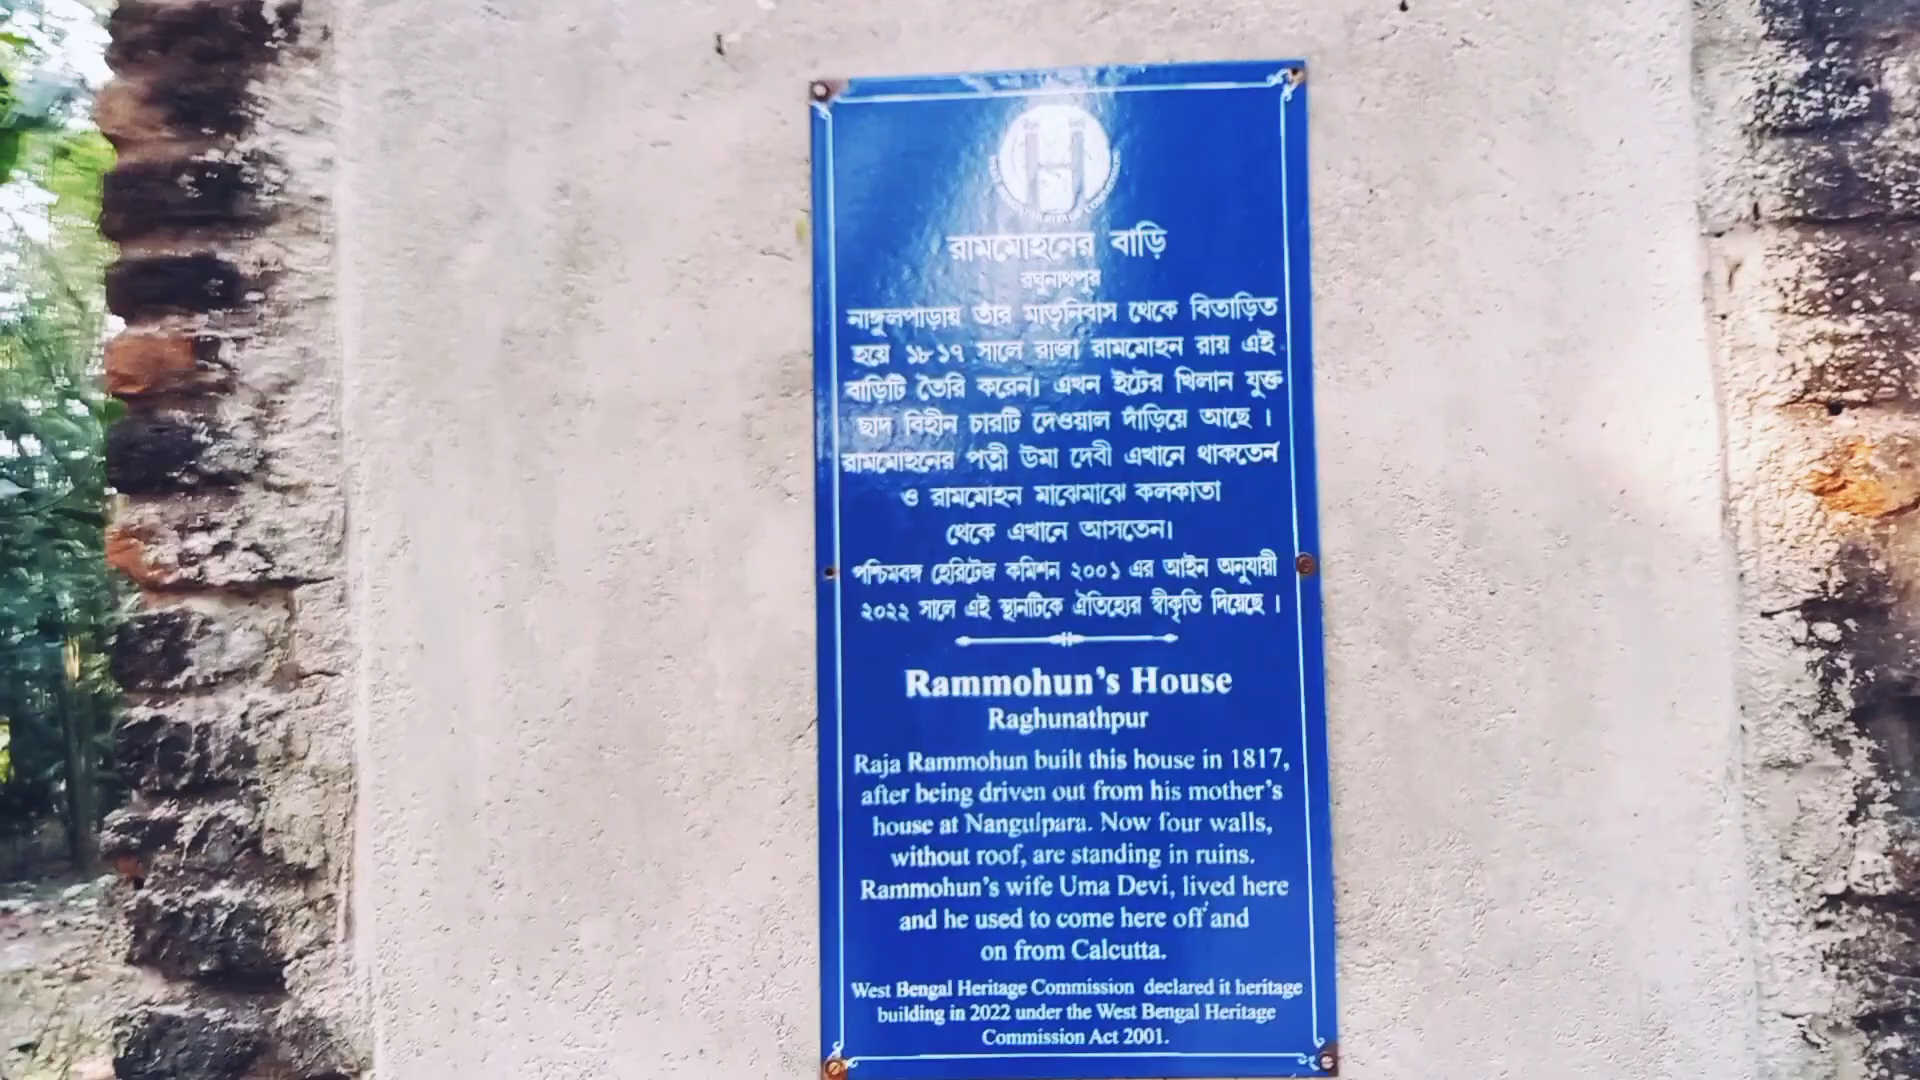 রামমোহনের বাড়ি
রঘুনাথপুর
নাঙ্গুলপাড়ায় তাঁর মাতৃনিবাস থেকে বিতাড়িত
হয়ে ১৮১৭ সালে রাজা রামমোহন রায় এই
বাড়িটি তৈরি করেন। এখন ইটের খিলান যুক্ত
ছাদ বিহীন চারটি দেওয়াল দাঁড়িয়ে আছে ।
রামমোহনের পত্নী উমা দেবী এখানে থাকতেন
ও রামমোহন মাঝেমাঝে কলকাতা
থেকে এখানে আসতেন।
পশ্চিমবঙ্গ হেরিটেজ কমিশন ২০০১ এর আইন অনুযায়ী
২০২২ সালে এই স্থানটিকে ঐতিহ্যের স্বীকৃতি দিয়েছে ।
Rammohun's House
Raghunathpur
Raja Rammohun built this house in 1817,
after being driven out from his mother's
house at Nangulpara. Now four walls,
without roof, are standing in ruins.
Rammohun's wife Uma Devi, lived here
and he used to come here off and
on from Calcutta.
West Bengal Heritage Commission declared it heritage
building in 2022 under the West Bengal Heritage
Commission Act 2001.